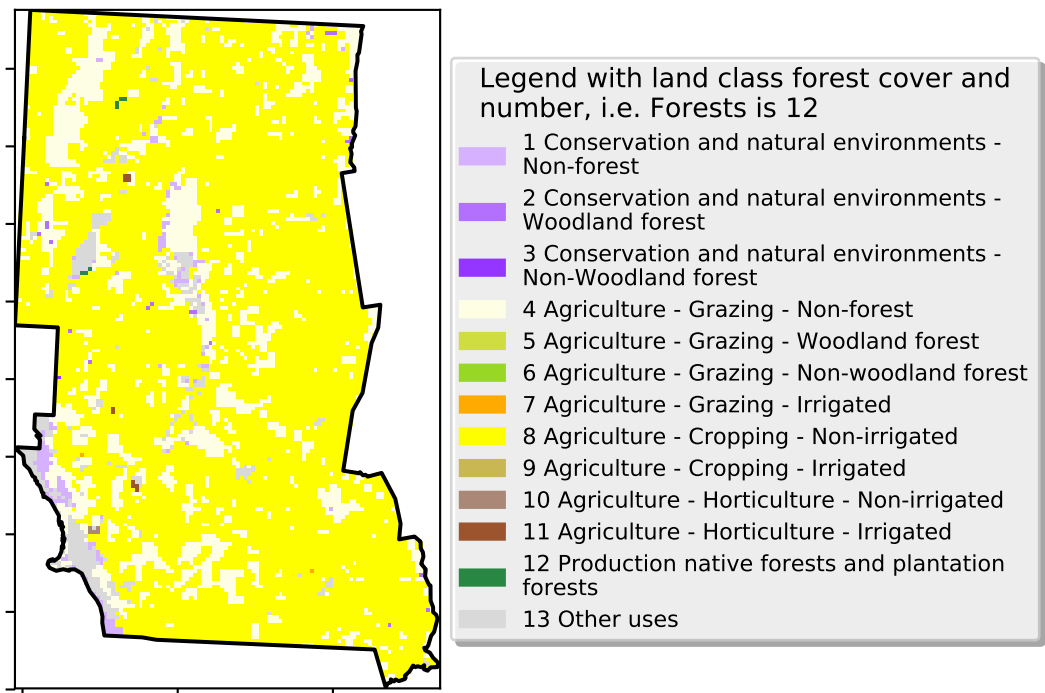 Legend with land class forest cover and
number, i.e. Forests is 12
1 Conservation and natural environments -
Non-forest
2 Conservation and natural environments -
Woodland forest
3 Conservation and natural environments -
Non-Woodland forest
4 Agriculture - Grazing - Non-forest
5 Agriculture - Grazing - Woodland forest
6 Agriculture - Grazing - Non-woodland forest
7 Agriculture - Grazing - Irrigated
8 Agriculture - Cropping - Non-irrigated
9 Agriculture - Cropping - Irrigated
10 Agriculture - Horticulture - Non-irrigated
11 Agriculture - Horticulture - Irrigated
12 Production native forests and plantation
forests
13 Other uses